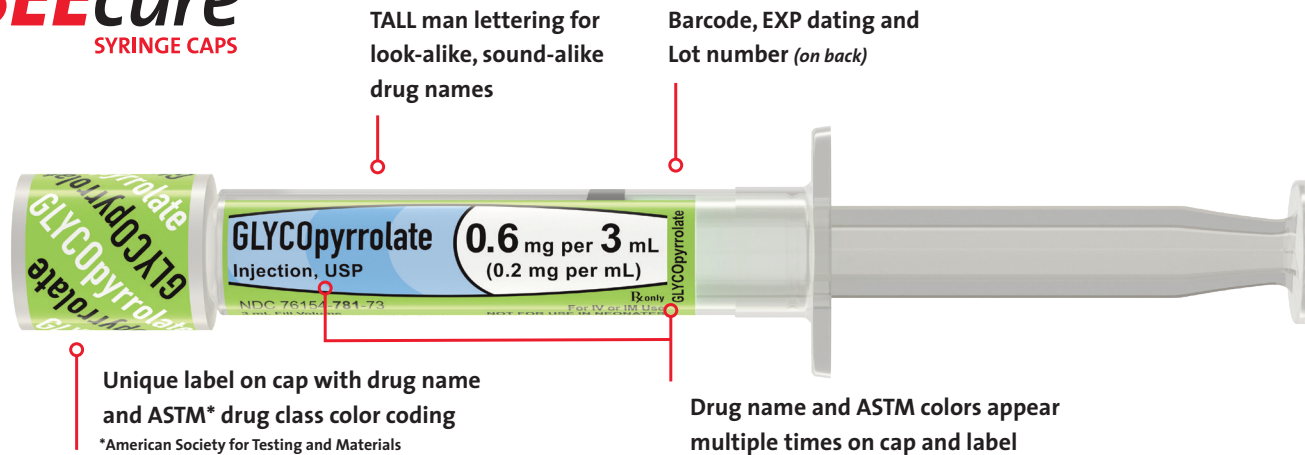 SEEcure
SYRINGE CAPS
TALL man lettering for
look-alike, sound-alike
drug names
Barcode, EXP dating and
Lot number (on back)
GLYCOpyrrolate
GLYCOpyrrolate
GLYCOpyrrolate
GLYCOpyrrolate
Injection, USP
0.6 mg per 3 mL
(0.2 mg per mL)
Rx only
NDC 76154-781-73
3 mL Fill Volume
For IV or IM Use
NOT FOR USE IN NEONATES
GLYCOpyrrolate
Unique label on cap with drug name
and ASTM* drug class color coding
*American Society for Testing and Materials
Drug name and ASTM colors appear
multiple times on cap and label